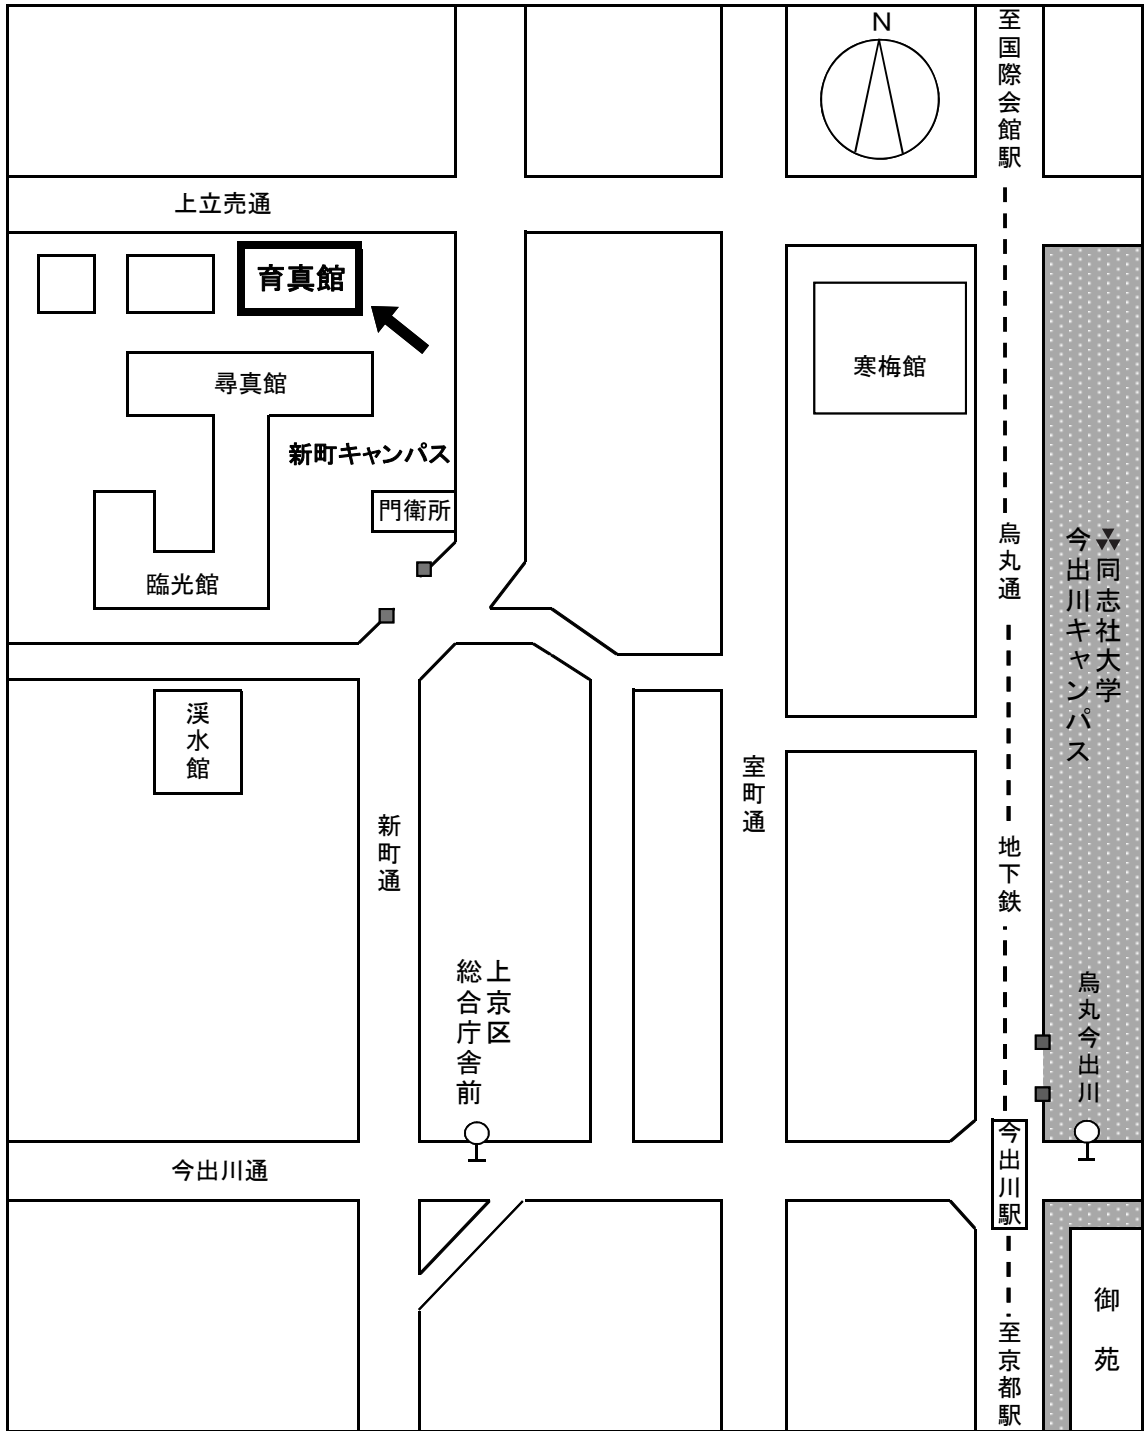 N
至国際会館駅
上立売通
育真館
寒梅館
尋真館
新町キャンパス
門衛所
臨光館
烏丸通
同志社大学
今出川キャンパス
渓水館
室町通
新町通
地下鉄
上京区
総合庁舎前
烏丸今出川
今出川通
今出川駅
御苑
至京都駅